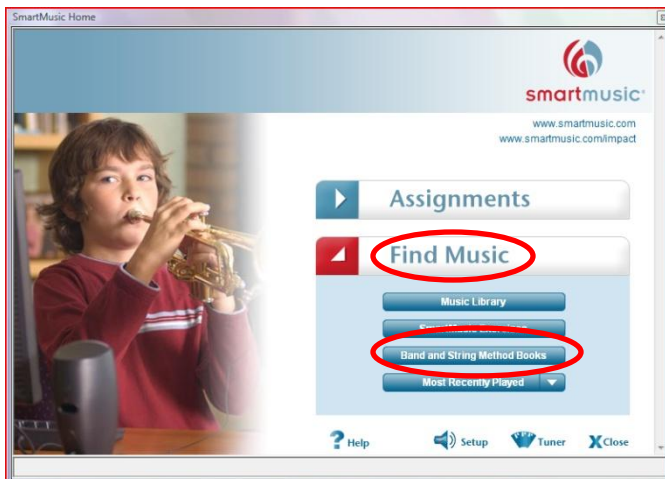 SmartMusic Home
smartmusic
www.smartmusic.com
www.smartmusic.com/impact
Assignments
Find Music
Music Library
Band and String Method Books
Most Recently Played
? Help
Setup
Tuner
X Close